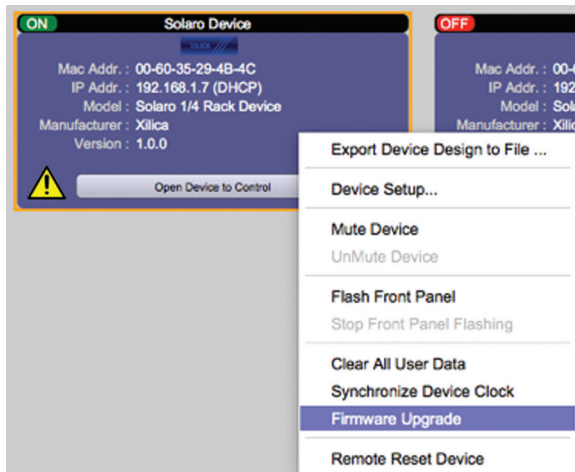 ON Solaro Device
XILICA
Mac Addr. : 00-60-35-29-4B-4C
IP Addr. : 192.168.1.7 (DHCP)
Model : Solaro 1/4 Rack Device
Manufacturer : Xilica
Version : 1.0.0
Open Device to Control
OFF
Mac Addr. : 00-
IP Addr. : 192
Model : Sola
Manufacturer : Xilic
Export Device Design to File ...
Device Setup...
Mute Device
UnMute Device
Flash Front Panel
Stop Front Panel Flashing
Clear All User Data
Synchronize Device Clock
Firmware Upgrade
Remote Reset Device